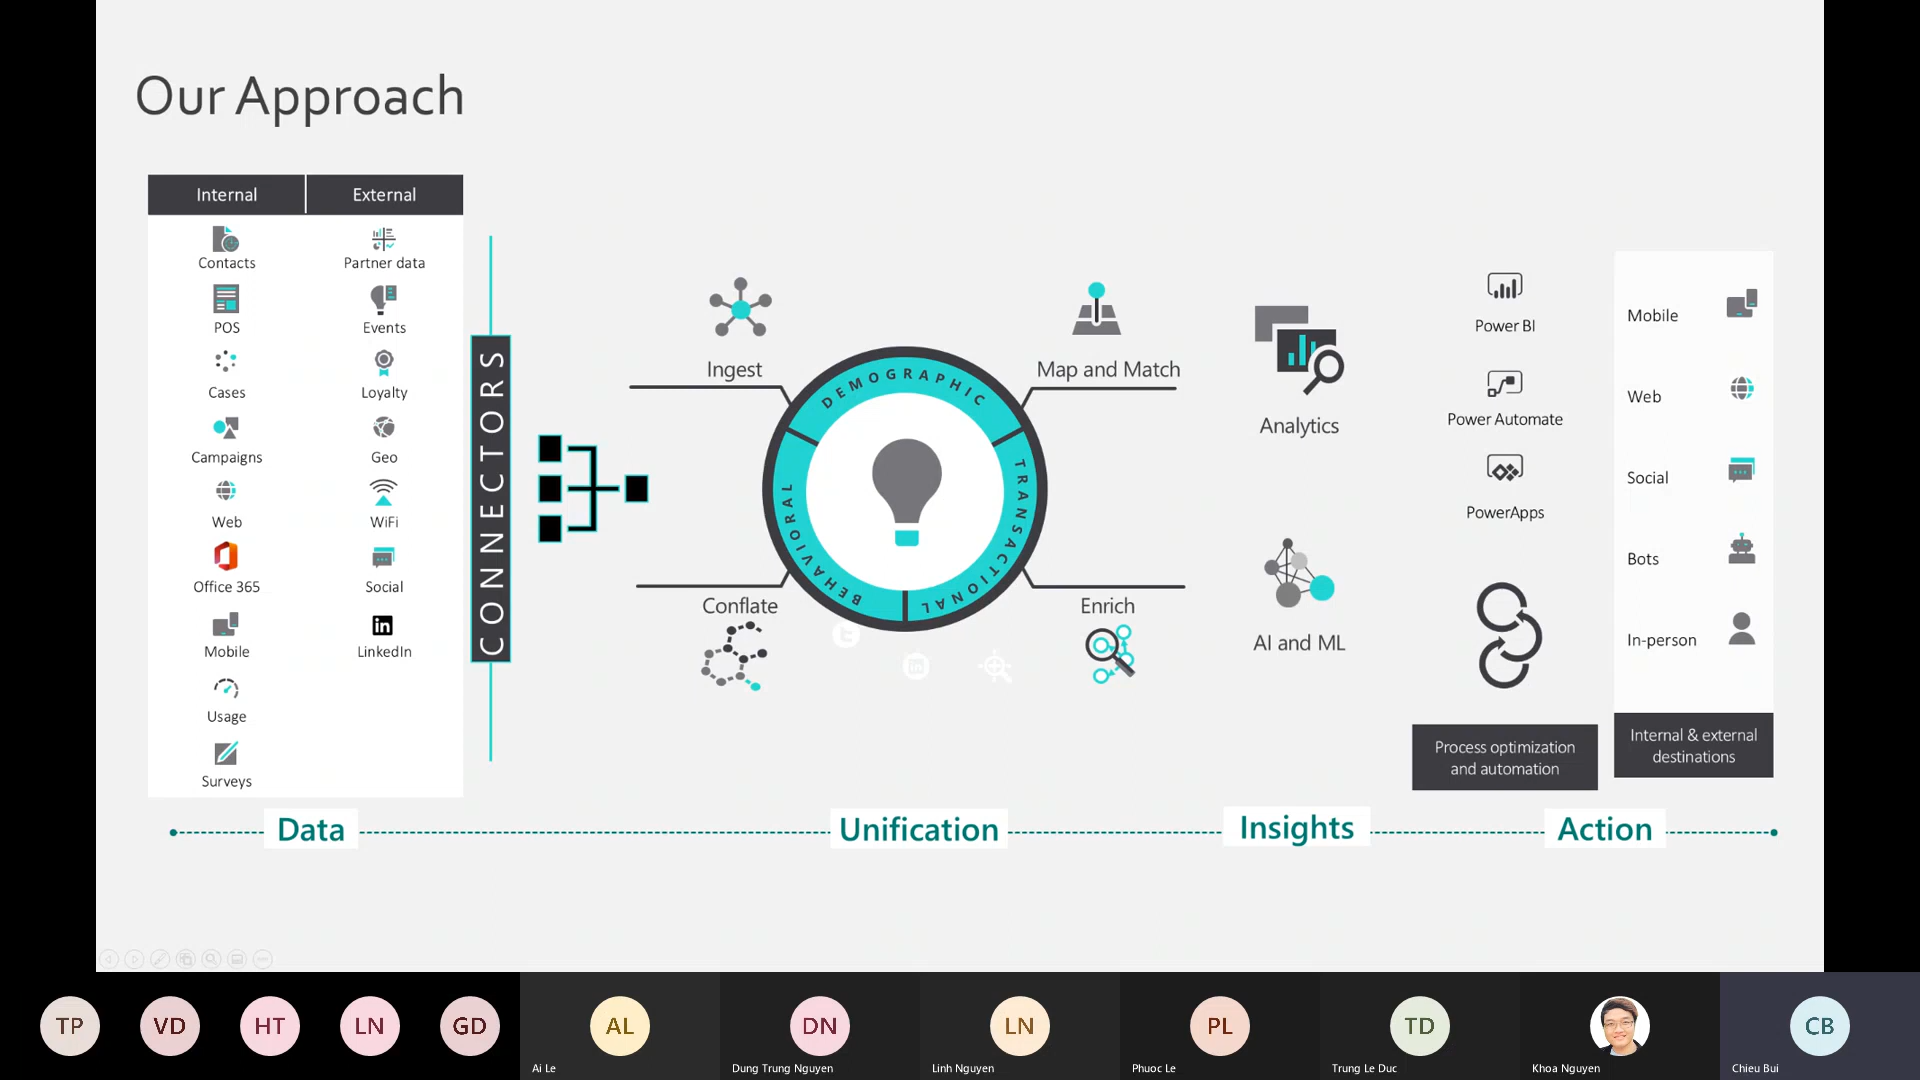 Our Approach
Internal
External
Contacts
Partner data
POS
Events
Cases
Loyalty
Campaigns
Geo
Web
WiFi
Office 365
Social
Mobile
in
LinkedIn
Usage
Surveys
CONNECTORS
Ingest
Map and Match
DEMOGRAPHIC
TRANSACTIONAL
BEHAVIORAL
Conflate
Enrich
in
Analytics
AI and ML
Power BI
Power Automate
PowerApps
Process optimization
and automation
Mobile
Web
Social
Bots
In-person
Internal & external
destinations
Data
Unification
Insights
Action
TP
VD
HT
LN
GD
AL
DN
LN
PL
TD
CB
Ai Le
Dung Trung Nguyen
Linh Nguyen
Phuoc Le
Trung Le Duc
Khoa Nguyen
Chieu Bui